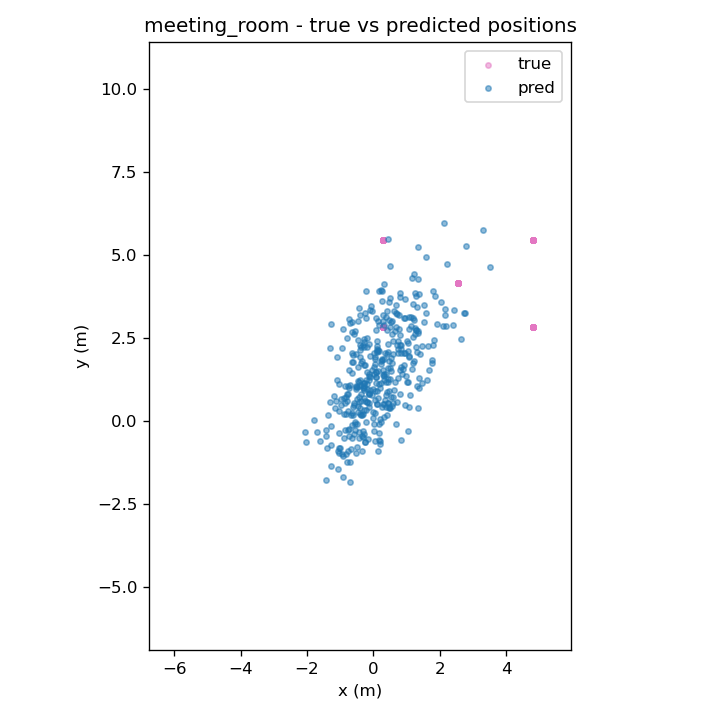 meeting_room - true vs predicted positions
true
pred
10.0
7.5
5.0
2.5
0.0
−2.5
−5.0
y (m)
−6
−4
−2
0
2
4
x (m)